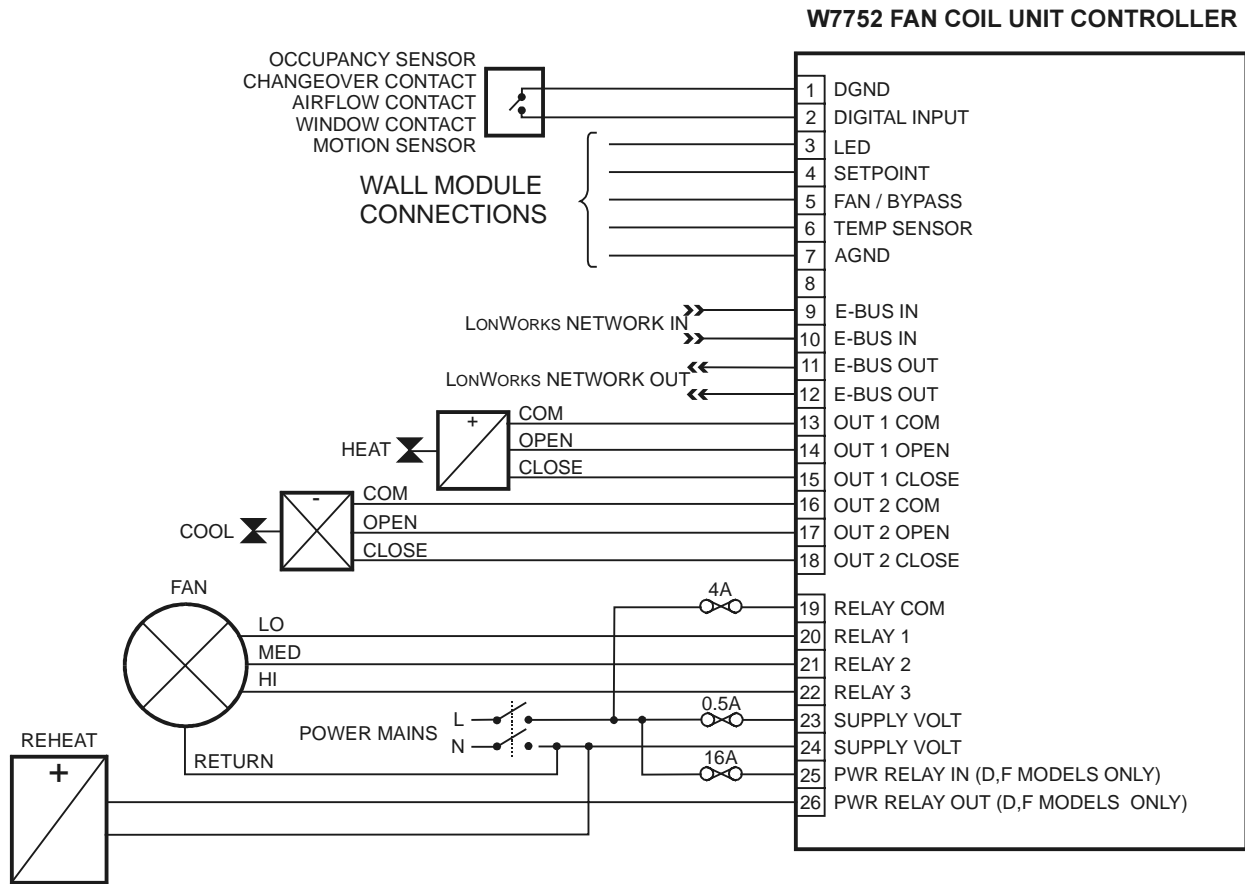 W7752 FAN COIL UNIT CONTROLLER
OCCUPANCY SENSOR
CHANGEOVER CONTACT
AIRFLOW CONTACT
WINDOW CONTACT
MOTION SENSOR
WALL MODULE
CONNECTIONS
1 DGND
2 DIGITAL INPUT
3 LED
4 SETPOINT
5 FAN / BYPASS
6 TEMP SENSOR
7 AGND
8
LONWORKS NETWORK IN
9 E-BUS IN
10 E-BUS IN
LONWORKS NETWORK OUT
11 E-BUS OUT
12 E-BUS OUT
HEAT
+
COM
OPEN
CLOSE
13 OUT 1 COM
14 OUT 1 OPEN
15 OUT 1 CLOSE
COOL
-
COM
OPEN
CLOSE
16 OUT 2 COM
17 OUT 2 OPEN
18 OUT 2 CLOSE
FAN
LO
MED
HI
RETURN
4A
19 RELAY COM
20 RELAY 1
21 RELAY 2
22 RELAY 3
POWER MAINS
L
N
0.5A
23 SUPPLY VOLT
24 SUPPLY VOLT
16A
25 PWR RELAY IN (D,F MODELS ONLY)
26 PWR RELAY OUT (D,F MODELS ONLY)
REHEAT
+